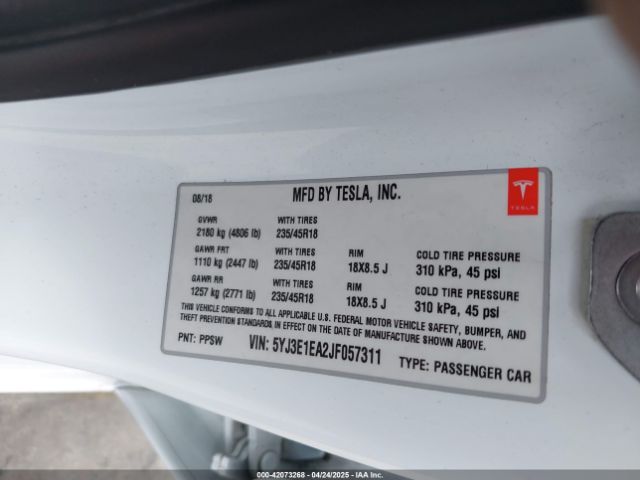 08/18 MFD BY TESLA, INC.
TESLA
GVWR WITH TIRES
2180 kg (4806 lb) 235/45R18
GAWR FRT WITH TIRES RIM COLD TIRE PRESSURE
1110 kg (2447 lb) 235/45R18 18X8.5 J 310 kPa, 45 psi
GAWR RR WITH TIRES RIM COLD TIRE PRESSURE
1257 kg (2771 lb) 235/45R18 18X8.5 J 310 kPa, 45 psi
THIS VEHICLE CONFORMS TO ALL APPLICABLE U.S. FEDERAL MOTOR VEHICLE SAFETY, BUMPER, AND
THEFT PREVENTION STANDARDS IN EFFECT ON THE DATE OF MANUFACTURE SHOWN ABOVE.
PNT: PPSW VIN: 5YJ3E1EA2JF057311 TYPE: PASSENGER CAR
000-42073268 - 04/24/2025 - IAA Inc.